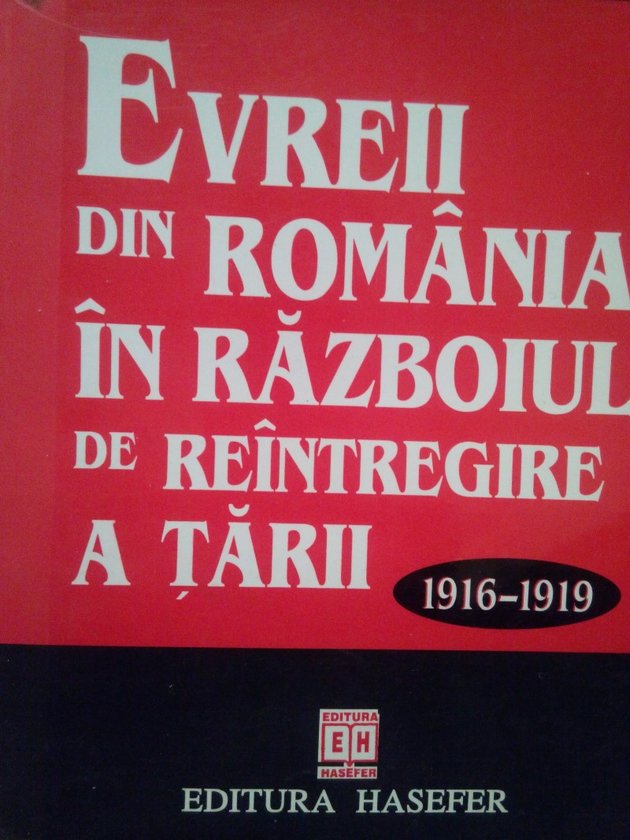 EVREII
DIN ROMÂNIA
ÎN RĂZBOIUL
DE REÎNTREGIRE
A ȚĂRII
1916–1919
EDITURA
EH
HASEFER
EDITURA HASEFER